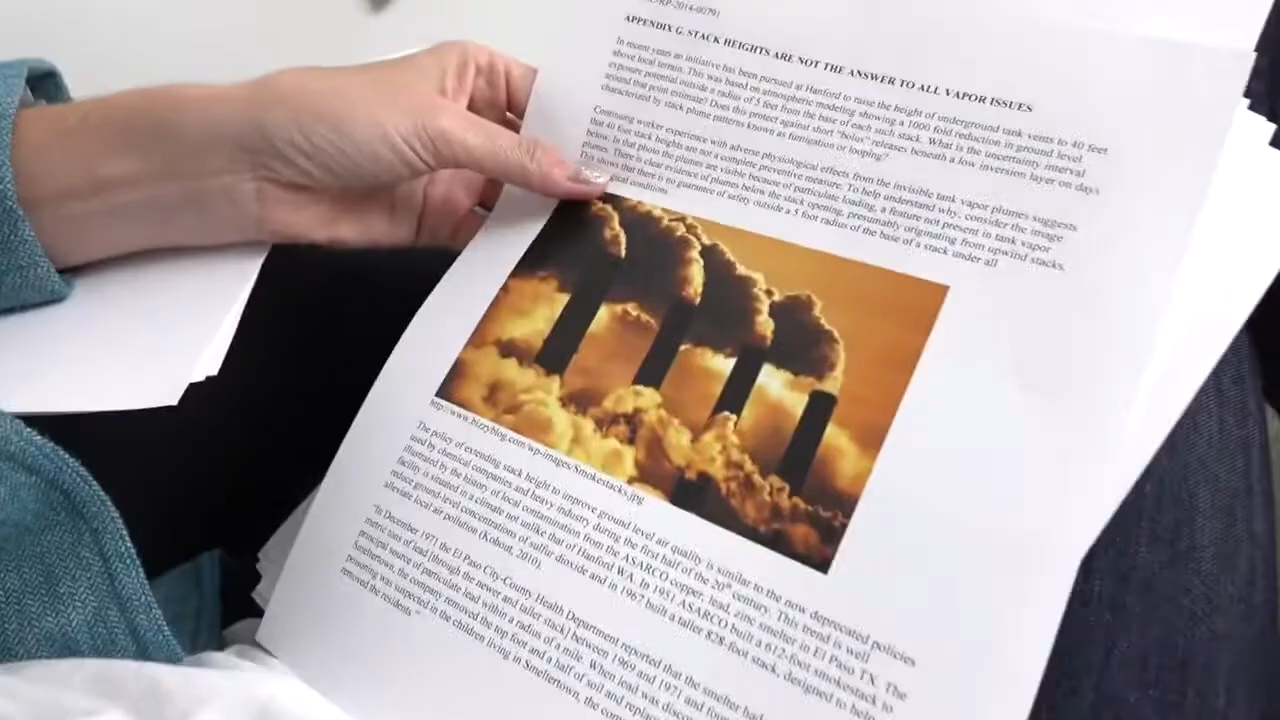 -RP-2014-00791
APPENDIX G. STACK HEIGHTS ARE NOT THE ANSWER TO ALL VAPOR ISSUES
In recent years an initiative has been pursued at Hanford to raise the height of underground tank vents to 40 feet
above local terrain. This was based on atmospheric modeling showing a 1000 fold reduction in ground level
exposure potential outside a radius of 5 feet from the base of each such stack. What is the uncertainty interval
around that point estimate? Does this protect against short "bolus" releases beneath a low inversion layer on days
characterized by stack plume patterns known as fumigation or looping?
Continuing worker experience with adverse physiological effects from the invisible tank vapor plumes suggests
that 40 foot stack heights are not a complete preventive measure. To help understand why, consider the image
below. In that photo the plumes are visible because of particulate loading, a feature not present in tank vapor
plumes. There is clear evidence of plumes below the stack opening, presumably originating from upwind stacks.
This shows that there is no guarantee of safety outside a 5 foot radius of the base of a stack under all
ical conditions.
http://www.bizzyblog.com/wp-images/Smokestacks.jpg
The policy of extending stack height to improve ground level air quality is similar to the now deprecated policies
used by chemical companies and heavy industry during the first half of the 20th century. This trend is well
illustrated by the history of local contamination from the ASARCO copper, lead, zinc smelter in El Paso TX. The
facility is situated in a climate not unlike that of Hanford WA. In 1951 ASARCO built a 612-foot smokestack to
reduce ground-level concentrations of sulfur dioxide and in 1967 built a taller 828-foot stack, designed to help
alleviate local air pollution (Kohout, 2010).
"In December 1971 the El Paso City-County Health Department reported that the smelter had
metric tons of lead [through the newer and taller stack] between 1969 and 1971 and foun
principal source of particulate lead within a radius of a mile. When lead was disco
Smeltertown, the company removed the top foot and a half of soil and replac
poisoning was suspected in the children living in Smeltertown, the com
removed the residents."